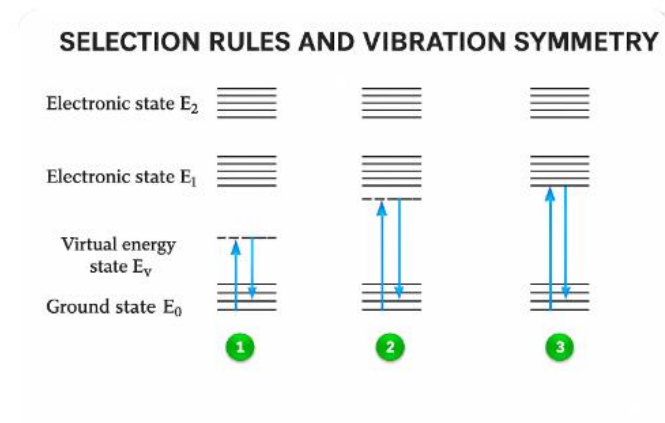 SELECTION RULES AND VIBRATION SYMMETRY
Electronic state E₂
Electronic state E₁
Virtual energy
state Eᵥ
Ground state E₀
1 2 3